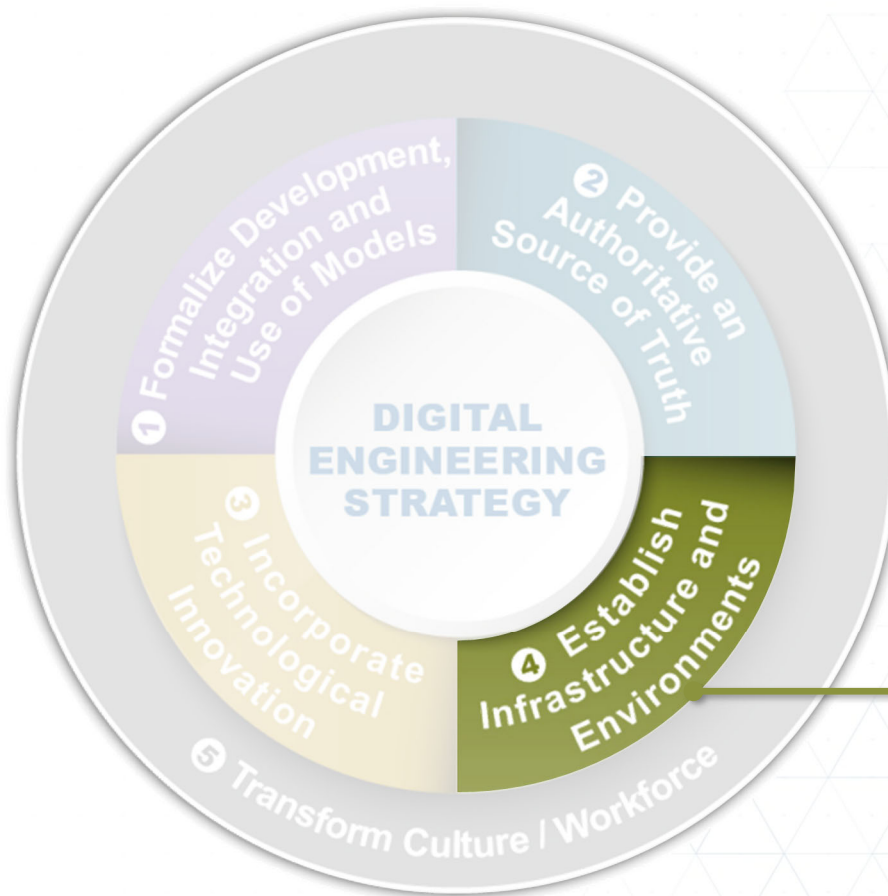 1 Formalize Development,
Integration and
Use of Models
2 Provide an
Authoritative
Source of Truth
DIGITAL
ENGINEERING
STRATEGY
3 Incorporate
Technological
Innovation
4 Establish
Infrastructure and
Environments
5 Transform Culture / Workforce